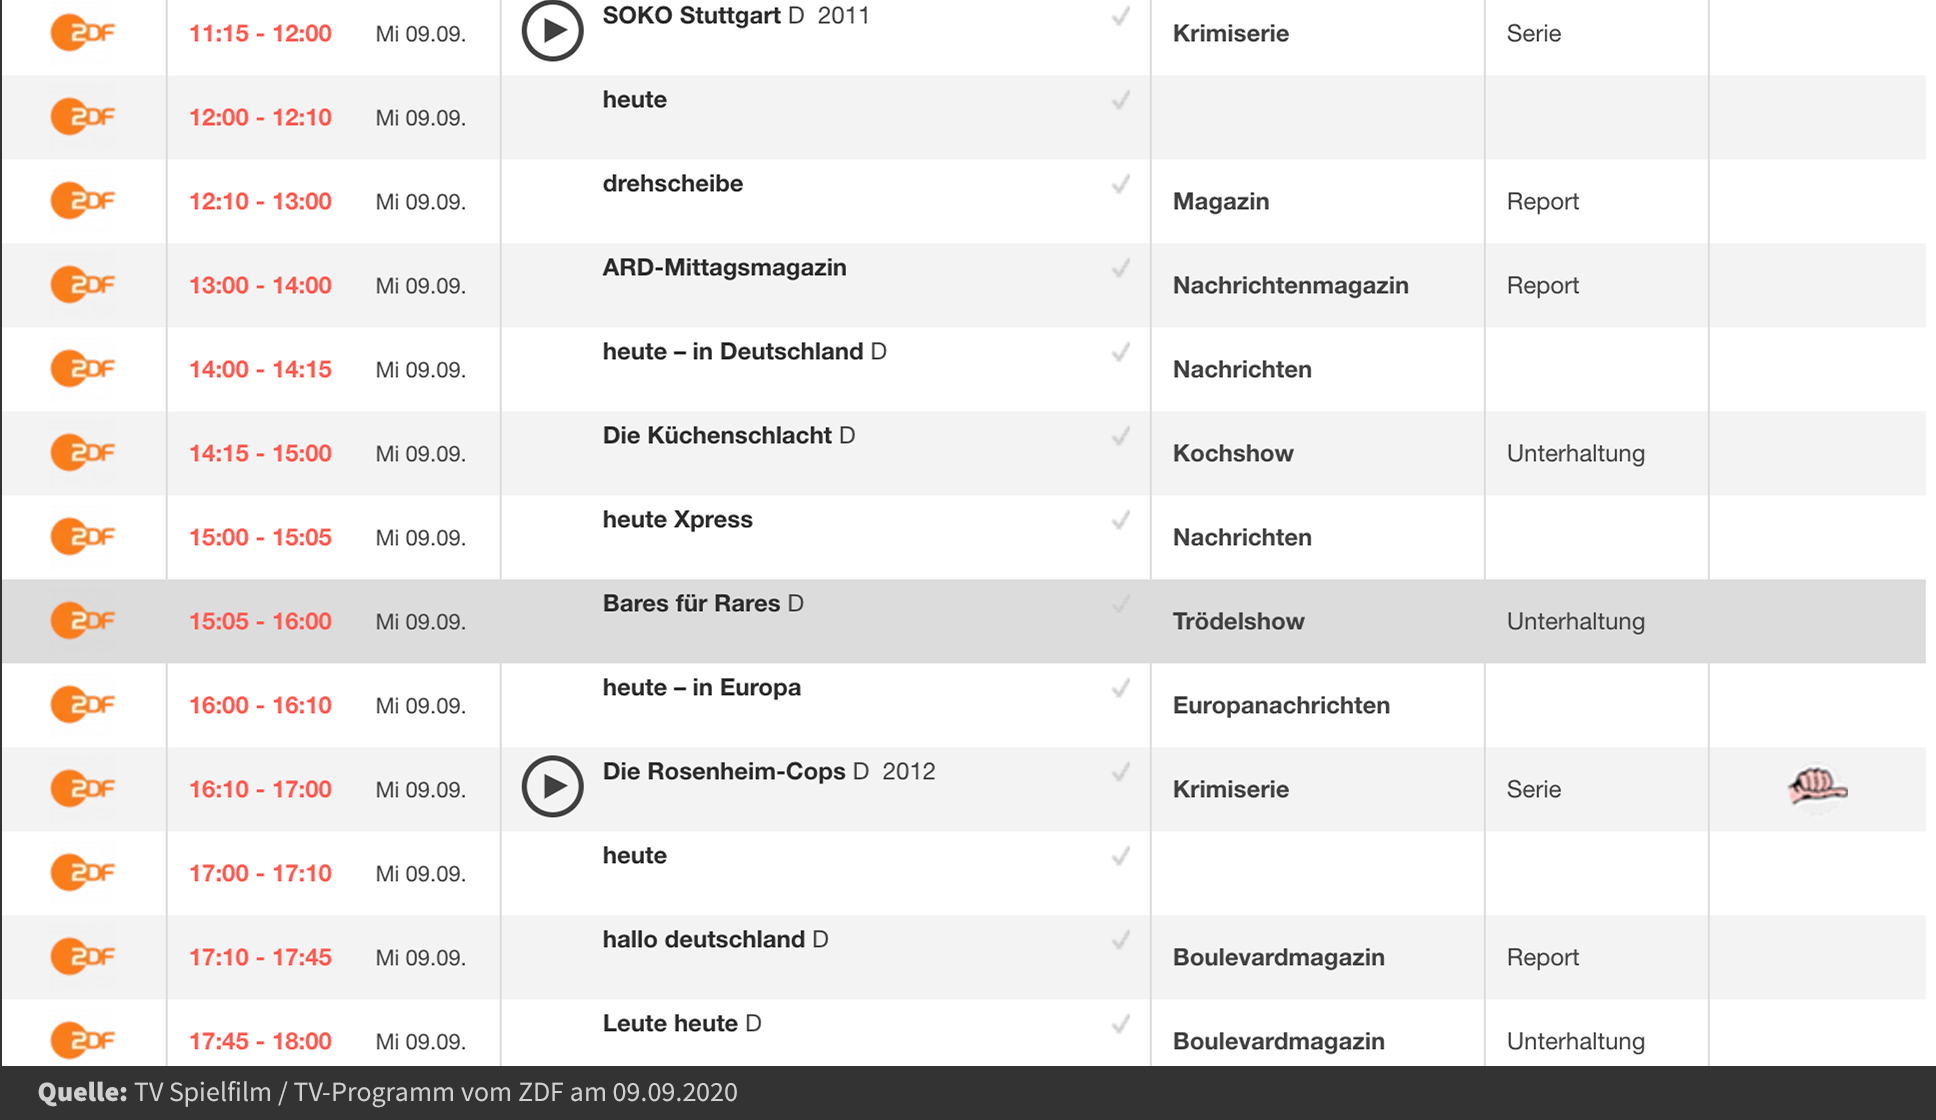 ZDF 11:15 - 12:00 Mi 09.09. SOKO Stuttgart D 2011 Krimiserie Serie
ZDF 12:00 - 12:10 Mi 09.09. heute
ZDF 12:10 - 13:00 Mi 09.09. drehscheibe Magazin Report
ZDF 13:00 - 14:00 Mi 09.09. ARD-Mittagsmagazin Nachrichtenmagazin Report
ZDF 14:00 - 14:15 Mi 09.09. heute – in Deutschland D Nachrichten
ZDF 14:15 - 15:00 Mi 09.09. Die Küchenschlacht D Kochshow Unterhaltung
ZDF 15:00 - 15:05 Mi 09.09. heute Xpress Nachrichten
ZDF 15:05 - 16:00 Mi 09.09. Bares für Rares D Trödelshow Unterhaltung
ZDF 16:00 - 16:10 Mi 09.09. heute – in Europa Europanachrichten
ZDF 16:10 - 17:00 Mi 09.09. Die Rosenheim-Cops D 2012 Krimiserie Serie
ZDF 17:00 - 17:10 Mi 09.09. heute
ZDF 17:10 - 17:45 Mi 09.09. hallo deutschland D Boulevardmagazin Report
ZDF 17:45 - 18:00 Mi 09.09. Leute heute D Boulevardmagazin Unterhaltung
Quelle: TV Spielfilm / TV-Programm vom ZDF am 09.09.2020